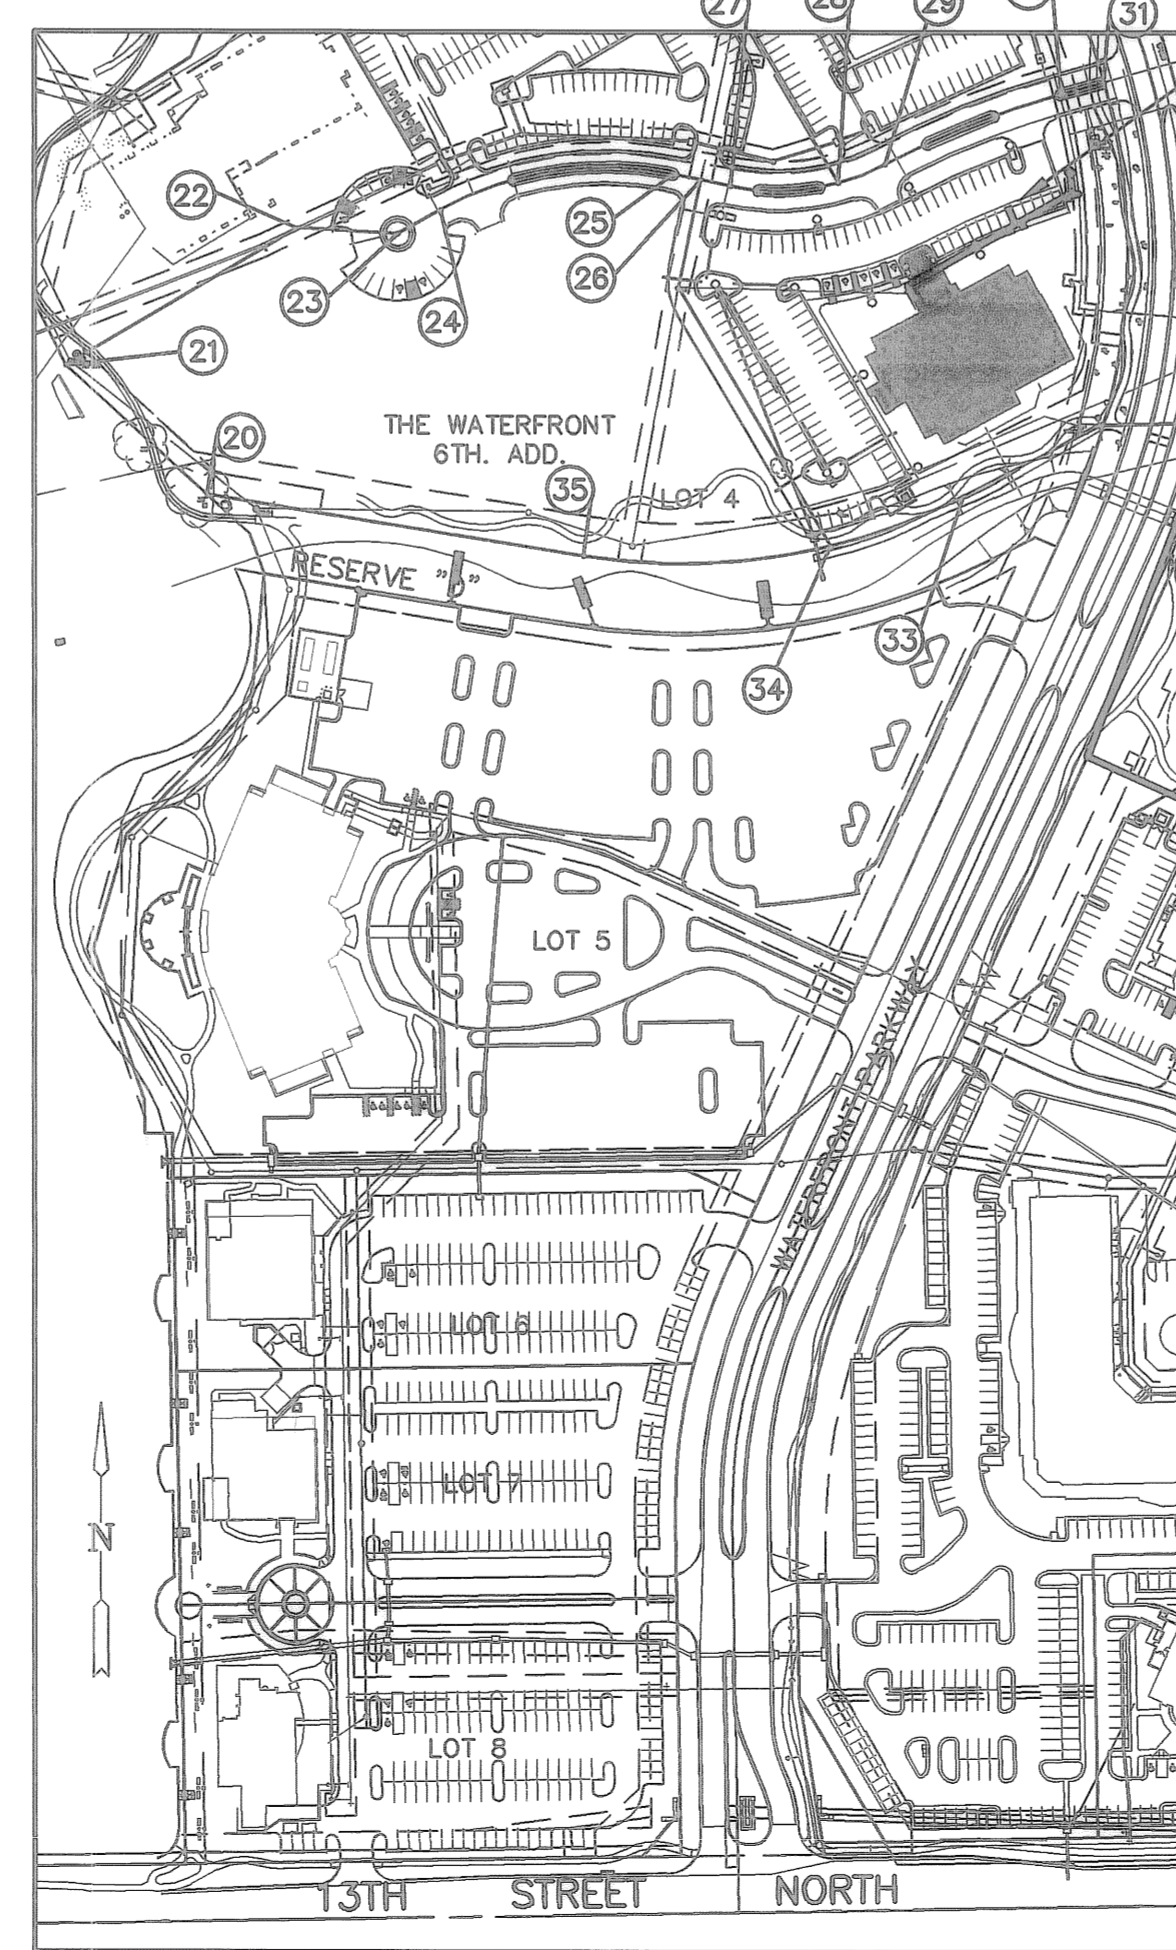 27
28
29
31
22
25
26
23
24
21
THE WATERFRONT
6TH. ADD.
20
35
LOT 4
RESERVE "D"
33
34
LOT 5
WATERFRONT PARKWAY
LOT 6
LOT 7
N
LOT 8
13TH STREET NORTH